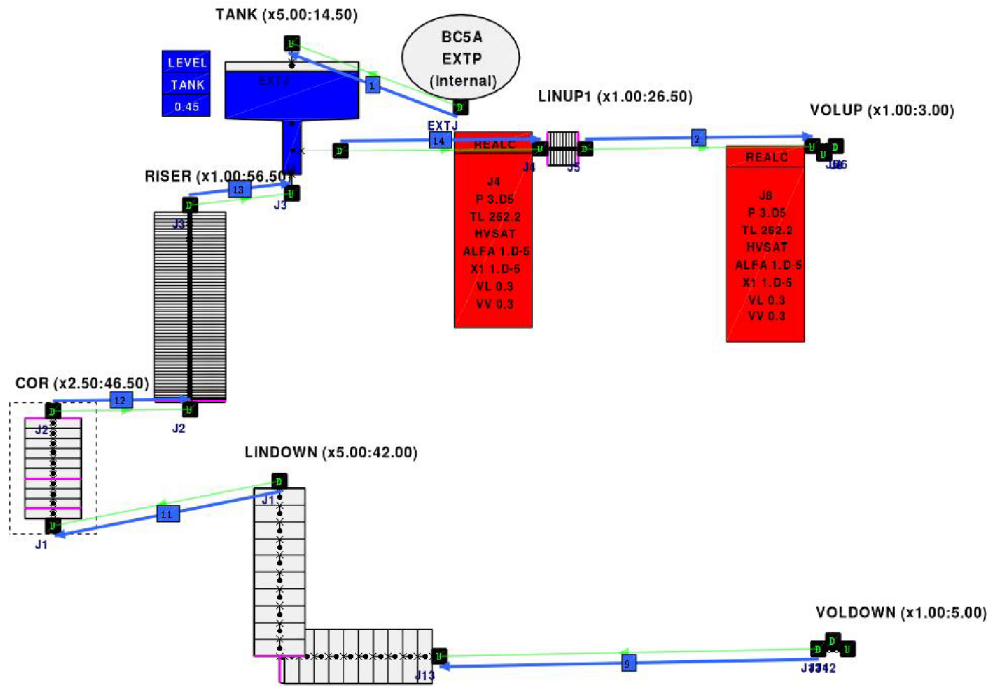 TANK (x5.00:14.50)
U
LEVEL
TANK
0.45
EXTJ
1
BC5A
EXTP
(internal)
D
EXTJ
LINUP1 (x1.00:26.50)
VOLUP (x1.00:3.00)
14
2
REALC
REALC
D
U
D
U
D
U
J4
J5
J4
P 3.D5
TL 262.2
HVSAT
ALFA 1.D-5
X1 1.D-5
VL 0.3
VV 0.3
J8
P 3.D5
TL 262.2
HVSAT
ALFA 1.D-5
X1 1.D-5
VL 0.3
VV 0.3
RISER (x1.00:56.50)
13
U
J3
D
J3
COR (x2.50:46.50)
12
D
J2
U
J2
U
J1
11
LINDOWN (x5.00:42.00)
D
J1
U
J13
9
VOLDOWN (x1.00:5.00)
D
D
U